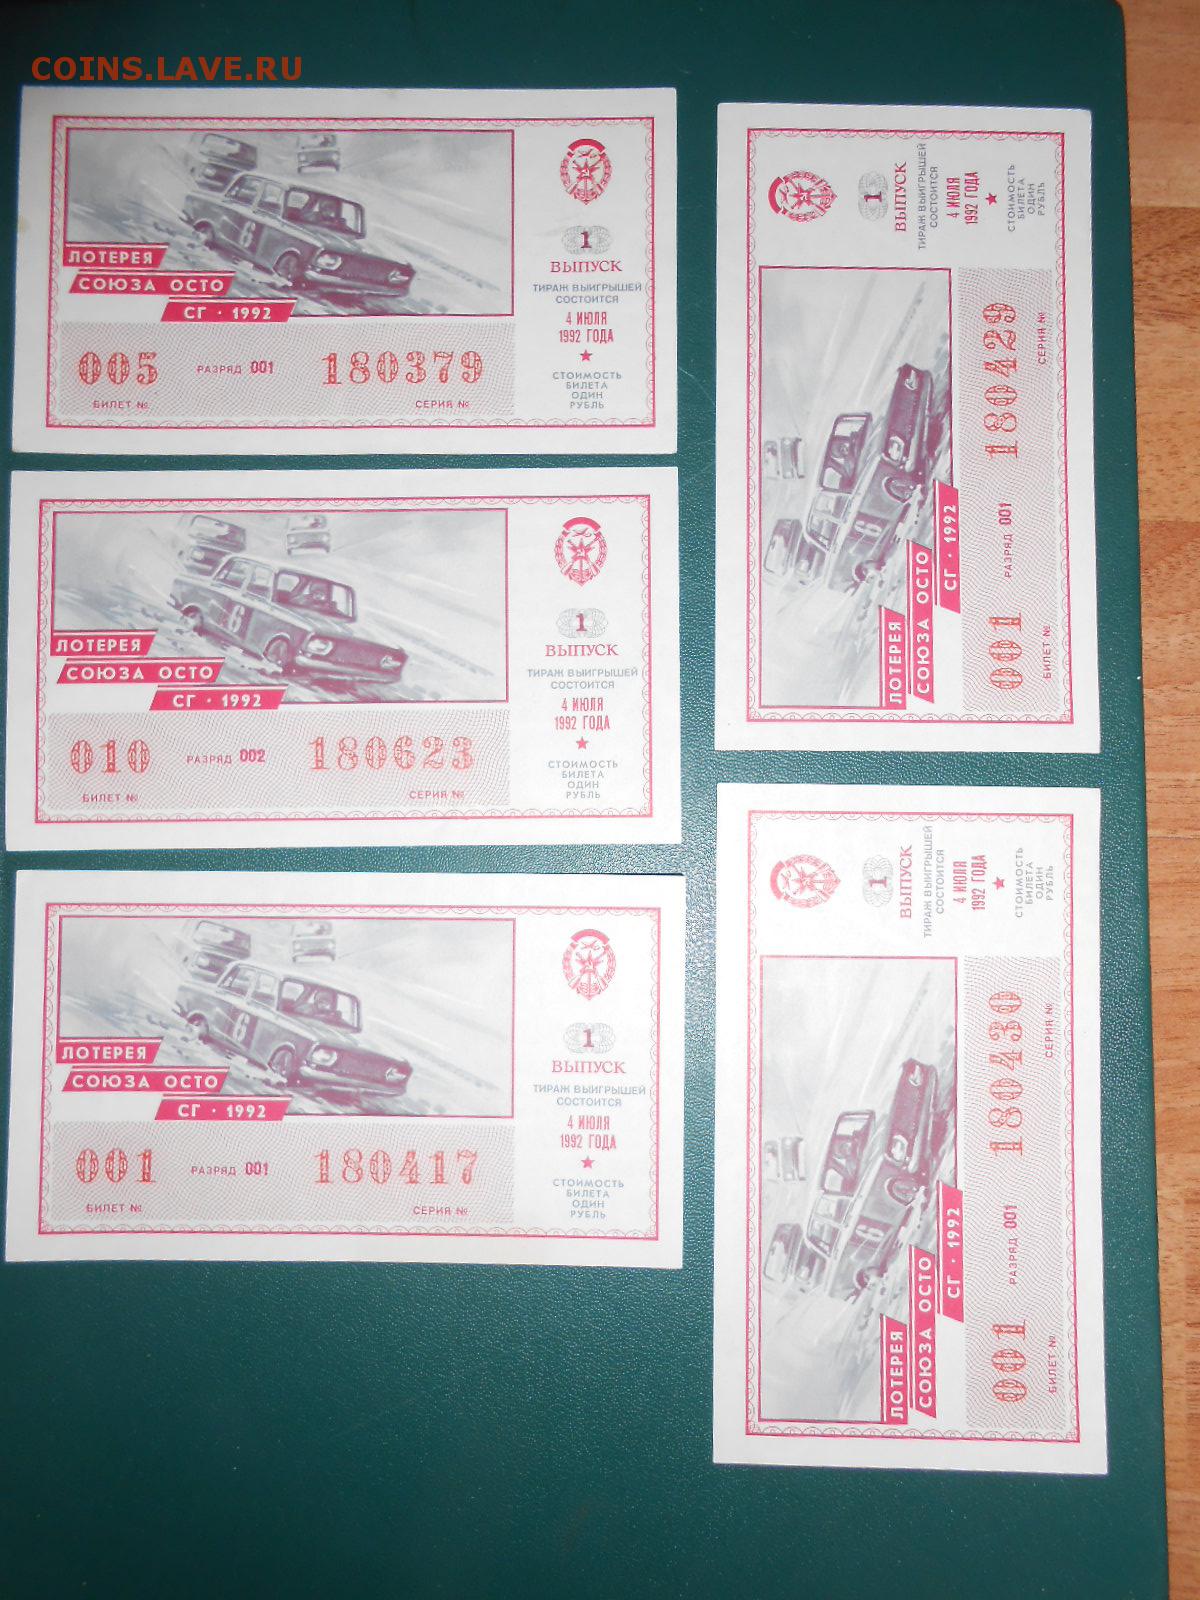 COINS.LAVE.RU
ЛОТЕРЕЯ
СОЮЗА ОСТО
СГ · 1992
005 РАЗРЯД 001 180379
БИЛЕТ № СЕРИЯ №
1
ВЫПУСК
ТИРАЖ ВЫИГРЫШЕЙ
СОСТОИТСЯ
4 ИЮЛЯ
1992 ГОДА
★
СТОИМОСТЬ
БИЛЕТА
ОДИН
РУБЛЬ
6
ЛОТЕРЕЯ
СОЮЗА ОСТО
СГ · 1992
010 РАЗРЯД 002 180623
БИЛЕТ № СЕРИЯ №
1
ВЫПУСК
ТИРАЖ ВЫИГРЫШЕЙ
СОСТОИТСЯ
4 ИЮЛЯ
1992 ГОДА
★
СТОИМОСТЬ
БИЛЕТА
ОДИН
РУБЛЬ
6
ЛОТЕРЕЯ
СОЮЗА ОСТО
СГ · 1992
001 РАЗРЯД 001 180417
БИЛЕТ № СЕРИЯ №
1
ВЫПУСК
ТИРАЖ ВЫИГРЫШЕЙ
СОСТОИТСЯ
4 ИЮЛЯ
1992 ГОДА
★
СТОИМОСТЬ
БИЛЕТА
ОДИН
РУБЛЬ
6
ЛОТЕРЕЯ
СОЮЗА ОСТО
СГ · 1992
001 РАЗРЯД 001 180429
БИЛЕТ № СЕРИЯ №
1
ВЫПУСК
ТИРАЖ ВЫИГРЫШЕЙ
СОСТОИТСЯ
4 ИЮЛЯ
1992 ГОДА
★
СТОИМОСТЬ
БИЛЕТА
ОДИН
РУБЛЬ
6
ЛОТЕРЕЯ
СОЮЗА ОСТО
СГ · 1992
001 РАЗРЯД 001 180430
БИЛЕТ № СЕРИЯ №
1
ВЫПУСК
ТИРАЖ ВЫИГРЫШЕЙ
СОСТОИТСЯ
4 ИЮЛЯ
1992 ГОДА
★
СТОИМОСТЬ
БИЛЕТА
ОДИН
РУБЛЬ
6